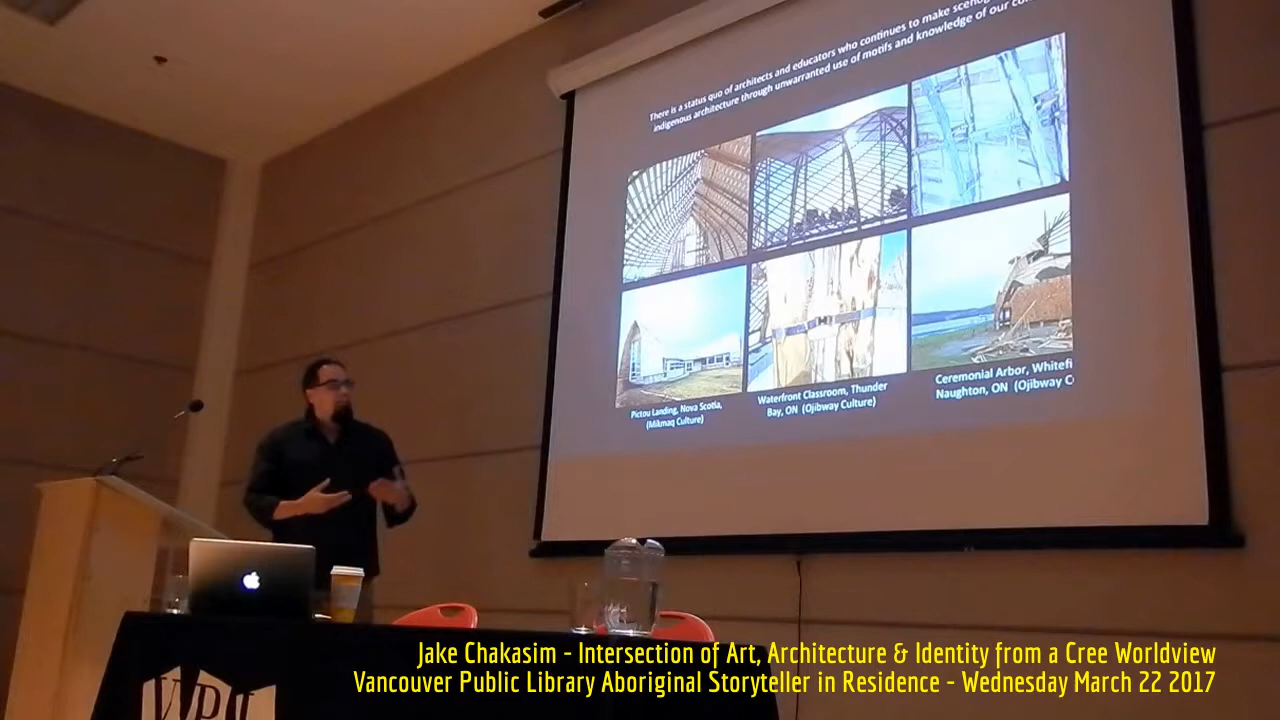 There is a status quo of architects and educators who continues to make
indigenous architecture through unwarranted use of motifs and knowledge of our
Pictou Landing, Nova Scotia,
(Mikmaq Culture)
Waterfront Classroom, Thunder
Bay, ON (Ojibway Culture)
Ceremonial Arbor,
Naughton, ON (Ojibway
VPL
Jake Chakasim - Intersection of Art, Architecture & Identity from a Cree Worldview
Vancouver Public Library Aboriginal Storyteller in Residence - Wednesday March 22 2017